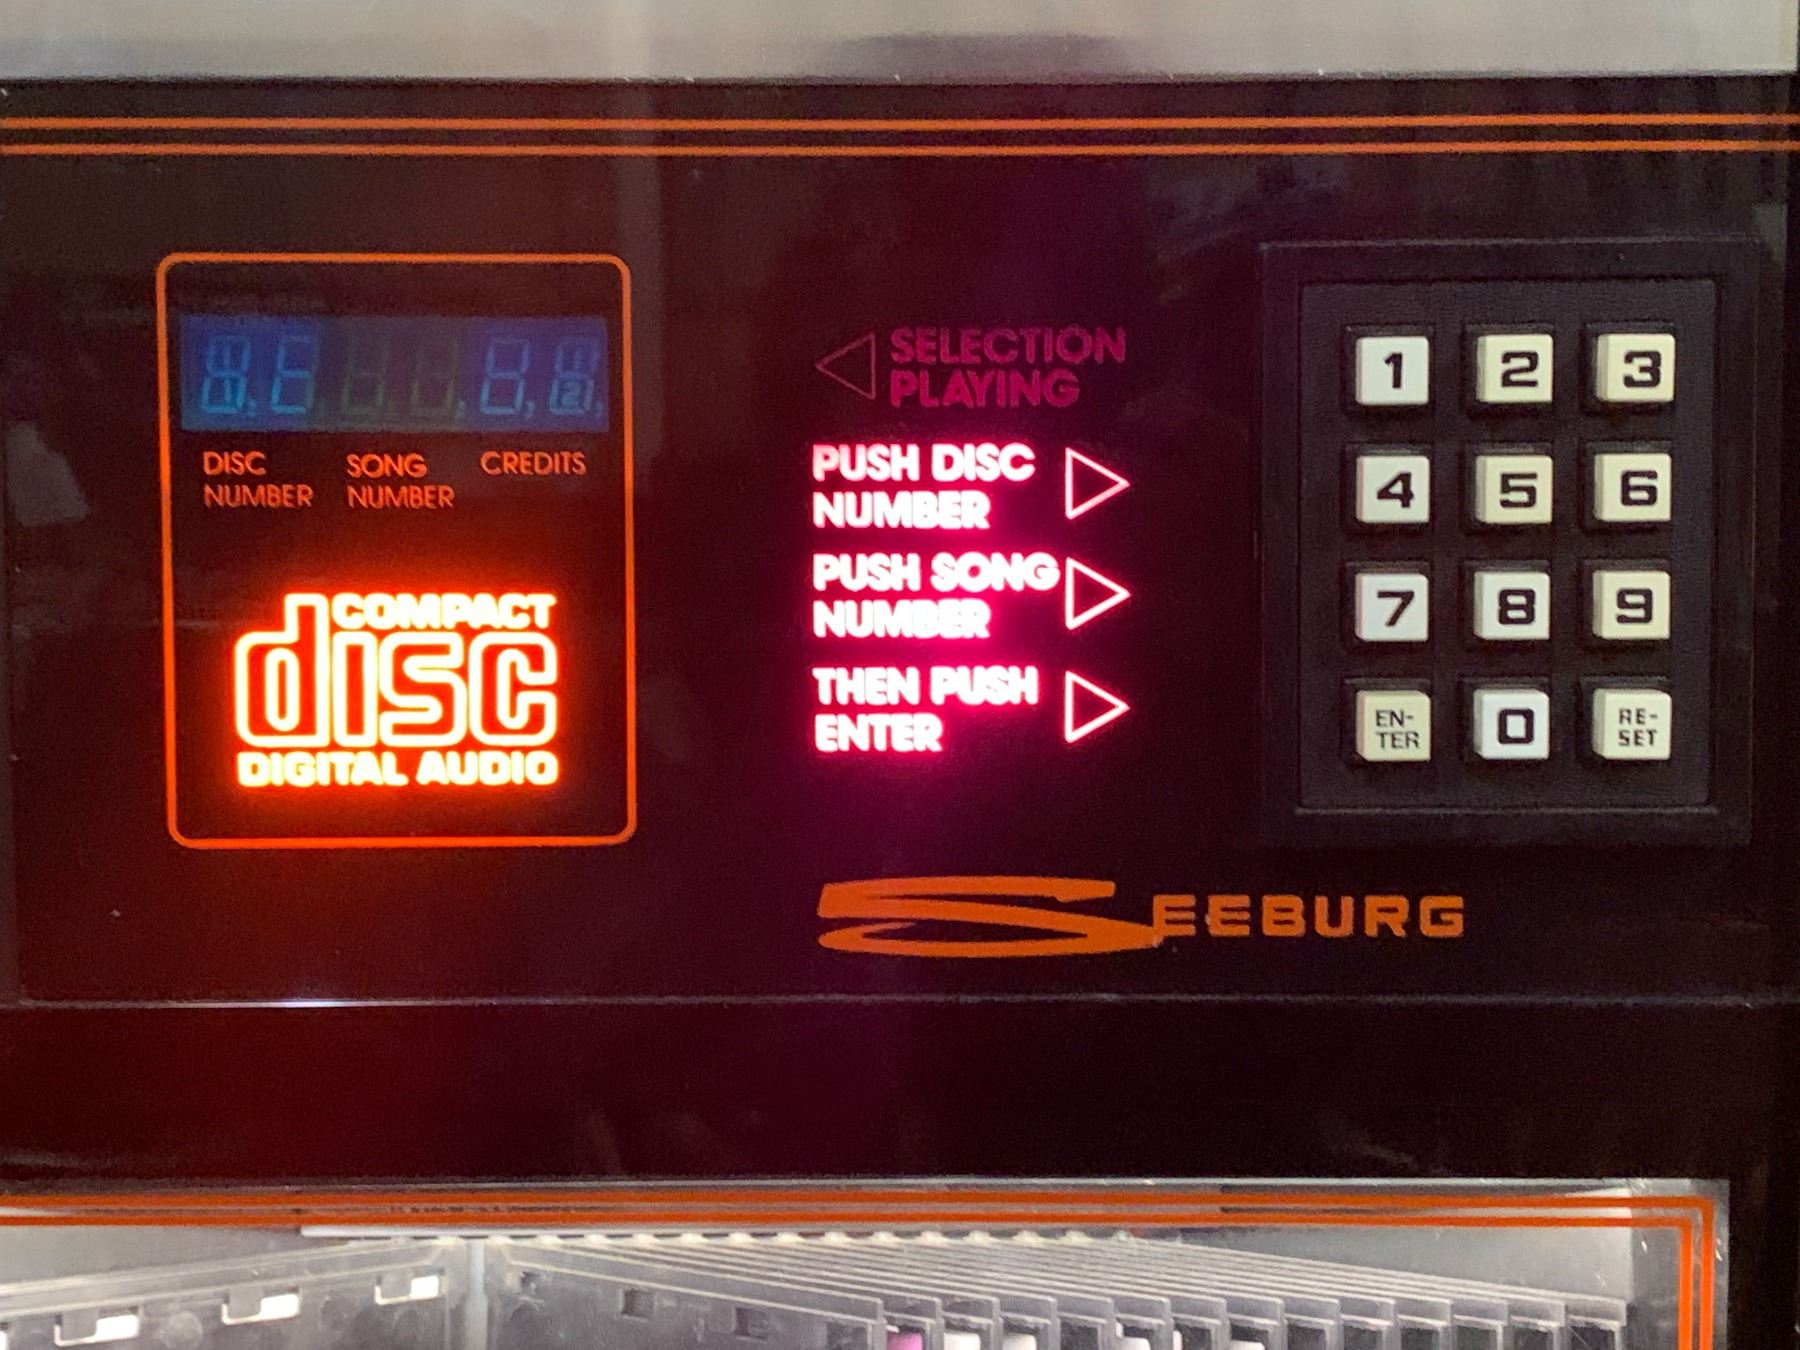 DISC
NUMBER
SONG
NUMBER
CREDITS
COMPACT
disc
DIGITAL AUDIO
SELECTION
PLAYING
PUSH DISC
NUMBER
PUSH SONG
NUMBER
THEN PUSH
ENTER
SEEBURG
1 2 3
4 5 6
7 8 9
EN-
TER
0
RE-
SET